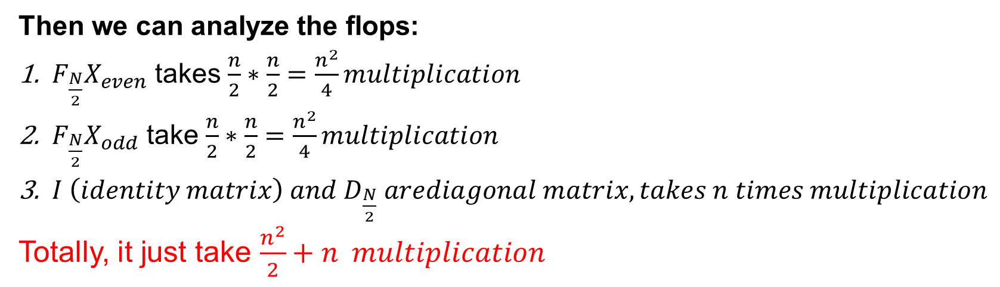 Then we can analyze the flops:
1. F_{\frac{N}{2}}X_{even} takes \frac{n}{2} * \frac{n}{2} = \frac{n^2}{4} multiplication
2. F_{\frac{N}{2}}X_{odd} take \frac{n}{2} * \frac{n}{2} = \frac{n^2}{4} multiplication
3. I (identity matrix) and D_{\frac{N}{2}} arediagonal matrix, takes n times multiplication
Totally, it just take \frac{n^2}{2} + n multiplication